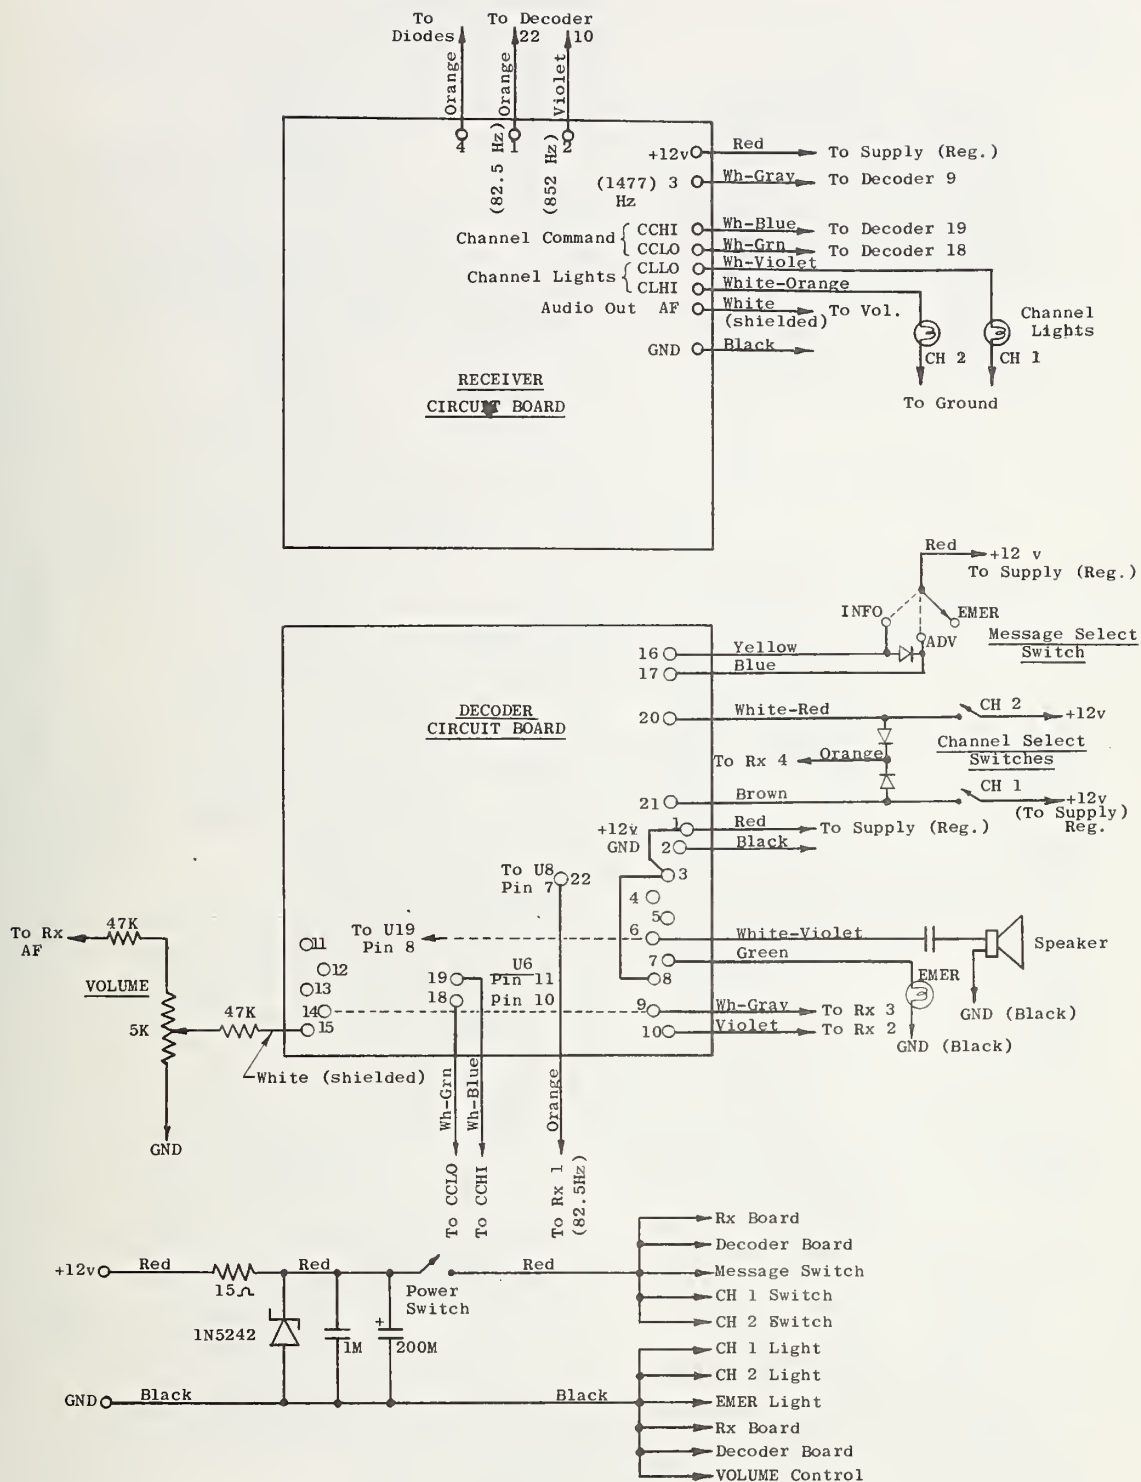 To
Diodes
To Decoder
22
10
Orange
Orange
Violet
4
1
2
(82.5 Hz)
(852 Hz)
+12v
Red
To Supply (Reg.)
(1477) 3
Hz
Wh-Gray
To Decoder 9
Channel Command
CCHI
Wh-Blue
To Decoder 19
CCLO
Wh-Grn
To Decoder 18
Channel Lights
CLLO
Wh-Violet
CLHI
White-Orange
Audio Out AF
White
(shielded)
To Vol.
GND
Black
Channel
Lights
CH 2
CH 1
To Ground
RECEIVER
CIRCUIT BOARD
Red
+12 v
To Supply (Reg.)
INFO
EMER
ADV
Message Select
Switch
16
Yellow
17
Blue
DECODER
CIRCUIT BOARD
20
White-Red
CH 2
+12v
Channel Select
Switches
To Rx 4
Orange
21
Brown
CH 1
+12v
(To Supply)
Reg.
+12v
1
Red
To Supply (Reg.)
GND
2
Black
3
To U8
Pin 7
22
4
5
To U19
Pin 8
6
White-Violet
Speaker
7
Green
EMER
8
GND (Black)
GND (Black)
To Rx
AF
47K
VOLUME
5K
47K
GND
11
12
13
14
15
White (shielded)
19
18
U6
Pin 11
Pin 10
9
Wh-Gray
To Rx 3
10
Violet
To Rx 2
Wh-Grn
Wh-Blue
Orange
To CCLO
To CCHI
To Rx 1
(82.5Hz)
+12v
Red
15Ω
Red
Power
Switch
Red
1N5242
1M
+
200M
GND
Black
Black
Rx Board
Decoder Board
Message Switch
CH 1 Switch
CH 2 Switch
CH 1 Light
CH 2 Light
EMER Light
Rx Board
Decoder Board
VOLUME Control